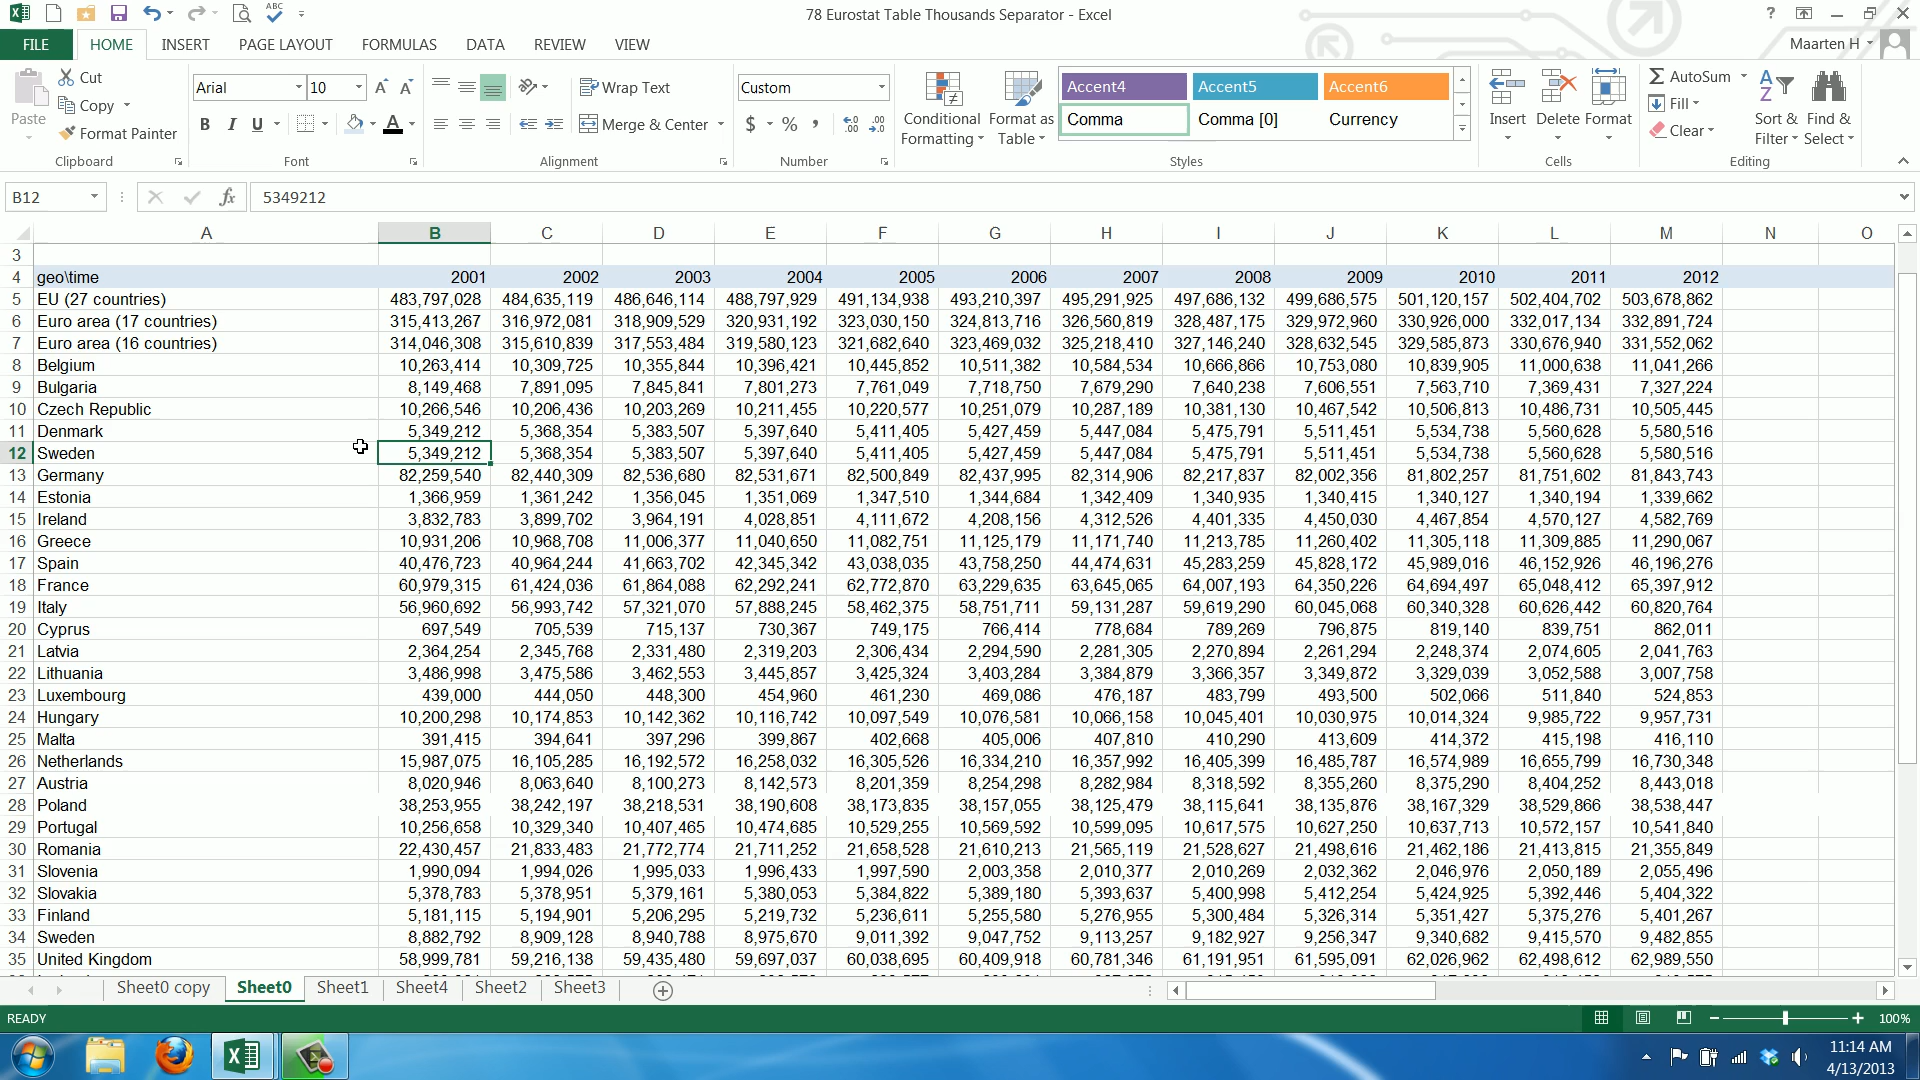 ABC
78 Eurostat Table Thousands Separator - Excel
?
FILE HOME INSERT PAGE LAYOUT FORMULAS DATA REVIEW VIEW Maarten H
Paste Cut Copy Format Painter Clipboard
Arial 10 B I U A Font
Wrap Text Merge & Center Alignment
Custom $ % , Number
Conditional Formatting Format as Table
Accent4 Accent5 Accent6
Comma Comma [0] Currency
Styles
Insert Delete Format Cells
AutoSum Fill Clear Sort & Filter Find & Select Editing
B12 fx 5349212
A B C D E F G H I J K L M N O
3
4 geo\time 2001 2002 2003 2004 2005 2006 2007 2008 2009 2010 2011 2012
5 EU (27 countries) 483,797,028 484,635,119 486,646,114 488,797,929 491,134,938 493,210,397 495,291,925 497,686,132 499,686,575 501,120,157 502,404,702 503,678,862
6 Euro area (17 countries) 315,413,267 316,972,081 318,909,529 320,931,192 323,030,150 324,813,716 326,560,819 328,487,175 329,972,960 330,926,000 332,017,134 332,891,724
7 Euro area (16 countries) 314,046,308 315,610,839 317,553,484 319,580,123 321,682,640 323,469,032 325,218,410 327,146,240 328,632,545 329,585,873 330,676,940 331,552,062
8 Belgium 10,263,414 10,309,725 10,355,844 10,396,421 10,445,852 10,511,382 10,584,534 10,666,866 10,753,080 10,839,905 11,000,638 11,041,266
9 Bulgaria 8,149,468 7,891,095 7,845,841 7,801,273 7,761,049 7,718,750 7,679,290 7,640,238 7,606,551 7,563,710 7,369,431 7,327,224
10 Czech Republic 10,266,546 10,206,436 10,203,269 10,211,455 10,220,577 10,251,079 10,287,189 10,381,130 10,467,542 10,506,813 10,486,731 10,505,445
11 Denmark 5,349,212 5,368,354 5,383,507 5,397,640 5,411,405 5,427,459 5,447,084 5,475,791 5,511,451 5,534,738 5,560,628 5,580,516
12 Sweden 5,349,212 5,368,354 5,383,507 5,397,640 5,411,405 5,427,459 5,447,084 5,475,791 5,511,451 5,534,738 5,560,628 5,580,516
13 Germany 82,259,540 82,440,309 82,536,680 82,531,671 82,500,849 82,437,995 82,314,906 82,217,837 82,002,356 81,802,257 81,751,602 81,843,743
14 Estonia 1,366,959 1,361,242 1,356,045 1,351,069 1,347,510 1,344,684 1,342,409 1,340,935 1,340,415 1,340,127 1,340,194 1,339,662
15 Ireland 3,832,783 3,899,702 3,964,191 4,028,851 4,111,672 4,208,156 4,312,526 4,401,335 4,450,030 4,467,854 4,570,127 4,582,769
16 Greece 10,931,206 10,968,708 11,006,377 11,040,650 11,082,751 11,125,179 11,171,740 11,213,785 11,260,402 11,305,118 11,309,885 11,290,067
17 Spain 40,476,723 40,964,244 41,663,702 42,345,342 43,038,035 43,758,250 44,474,631 45,283,259 45,828,172 45,989,016 46,152,926 46,196,276
18 France 60,979,315 61,424,036 61,864,088 62,292,241 62,772,870 63,229,635 63,645,065 64,007,193 64,350,226 64,694,497 65,048,412 65,397,912
19 Italy 56,960,692 56,993,742 57,321,070 57,888,245 58,462,375 58,751,711 59,131,287 59,619,290 60,045,068 60,340,328 60,626,442 60,820,764
20 Cyprus 697,549 705,539 715,137 730,367 749,175 766,414 778,684 789,269 796,875 819,140 839,751 862,011
21 Latvia 2,364,254 2,345,768 2,331,480 2,319,203 2,306,434 2,294,590 2,281,305 2,270,894 2,261,294 2,248,374 2,074,605 2,041,763
22 Lithuania 3,486,998 3,475,586 3,462,553 3,445,857 3,425,324 3,403,284 3,384,879 3,366,357 3,349,872 3,329,039 3,052,588 3,007,758
23 Luxembourg 439,000 444,050 448,300 454,960 461,230 469,086 476,187 483,799 493,500 502,066 511,840 524,853
24 Hungary 10,200,298 10,174,853 10,142,362 10,116,742 10,097,549 10,076,581 10,066,158 10,045,401 10,030,975 10,014,324 9,985,722 9,957,731
25 Malta 391,415 394,641 397,296 399,867 402,668 405,006 407,810 410,290 413,609 414,372 415,198 416,110
26 Netherlands 15,987,075 16,105,285 16,192,572 16,258,032 16,305,526 16,334,210 16,357,992 16,405,399 16,485,787 16,574,989 16,655,799 16,730,348
27 Austria 8,020,946 8,063,640 8,100,273 8,142,573 8,201,359 8,254,298 8,282,984 8,318,592 8,355,260 8,375,290 8,404,252 8,443,018
28 Poland 38,253,955 38,242,197 38,218,531 38,190,608 38,173,835 38,157,055 38,125,479 38,115,641 38,135,876 38,167,329 38,529,866 38,538,447
29 Portugal 10,256,658 10,329,340 10,407,465 10,474,685 10,529,255 10,569,592 10,599,095 10,617,575 10,627,250 10,637,713 10,572,157 10,541,840
30 Romania 22,430,457 21,833,483 21,772,774 21,711,252 21,658,528 21,610,213 21,565,119 21,528,627 21,498,616 21,462,186 21,413,815 21,355,849
31 Slovenia 1,990,094 1,994,026 1,995,033 1,996,433 1,997,590 2,003,358 2,010,377 2,010,269 2,032,362 2,046,976 2,050,189 2,055,496
32 Slovakia 5,378,783 5,378,951 5,379,161 5,380,053 5,384,822 5,389,180 5,393,637 5,400,998 5,412,254 5,424,925 5,392,446 5,404,322
33 Finland 5,181,115 5,194,901 5,206,295 5,219,732 5,236,611 5,255,580 5,276,955 5,300,484 5,326,314 5,351,427 5,375,276 5,401,267
34 Sweden 8,882,792 8,909,128 8,940,788 8,975,670 9,011,392 9,047,752 9,113,257 9,182,927 9,256,347 9,340,682 9,415,570 9,482,855
35 United Kingdom 58,999,781 59,216,138 59,435,480 59,697,037 60,038,695 60,409,918 60,781,346 61,191,951 61,595,091 62,026,962 62,498,612 62,989,550
Sheet0 copy Sheet0 Sheet1 Sheet4 Sheet2 Sheet3
READY 100%
11:14 AM
4/13/2013